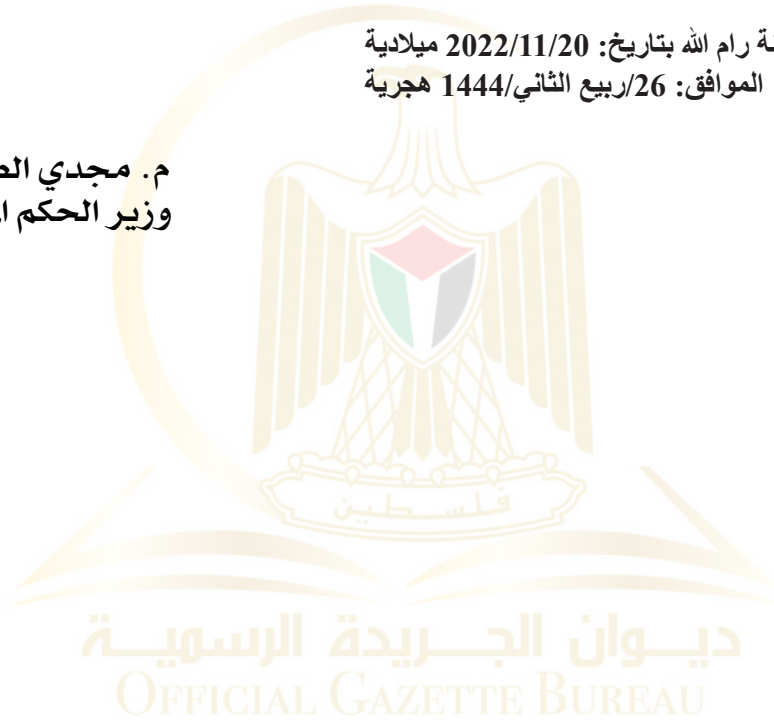 رام الله بتاريخ: 2022/11/20 ميلادية
الموافق: 26/ربيع الثاني/1444 هجرية
م. مجدي
وزير الحكم
فلسطين
ديوان الجريدة الرسمية
OFFICIAL GAZETTE BUREAU